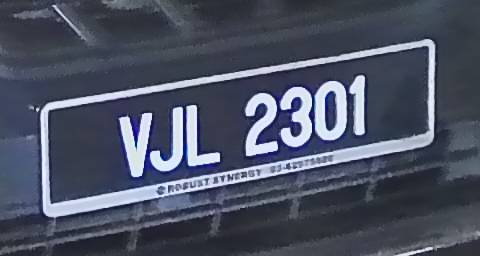 VJL 2301
ROBUST SYNERGY